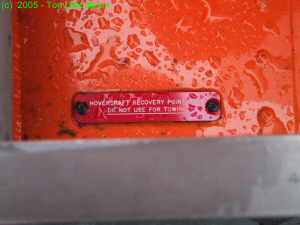 (c) 2005 - Tony
HOVERCRAFT RECOVERY POINT
DO NOT USE FOR TOWING